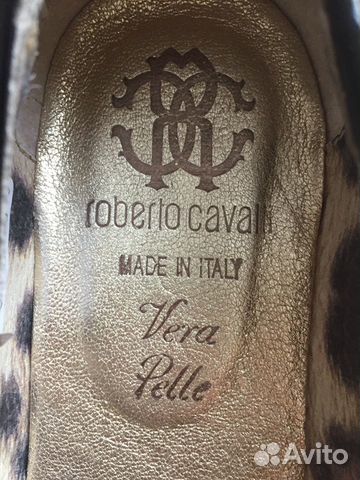 roberto cavalli
MADE IN ITALY
Vera
Pelle
Avito